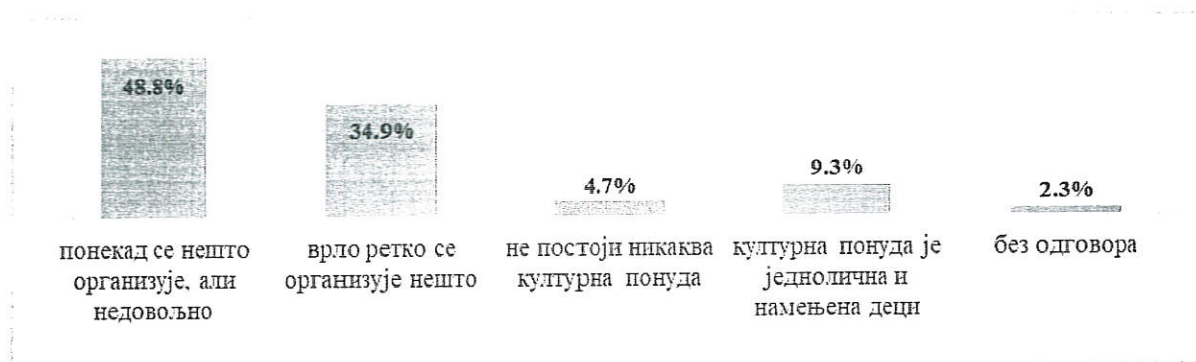 48.8%
34.9%
4.7%
9.3%
2.3%
понекад се нешто
организује, али
недовољно
врло ретко се
организује нешто
не постоји никаква
културна понуда
културна понуда је
једнолична и
намењена деци
без одговора